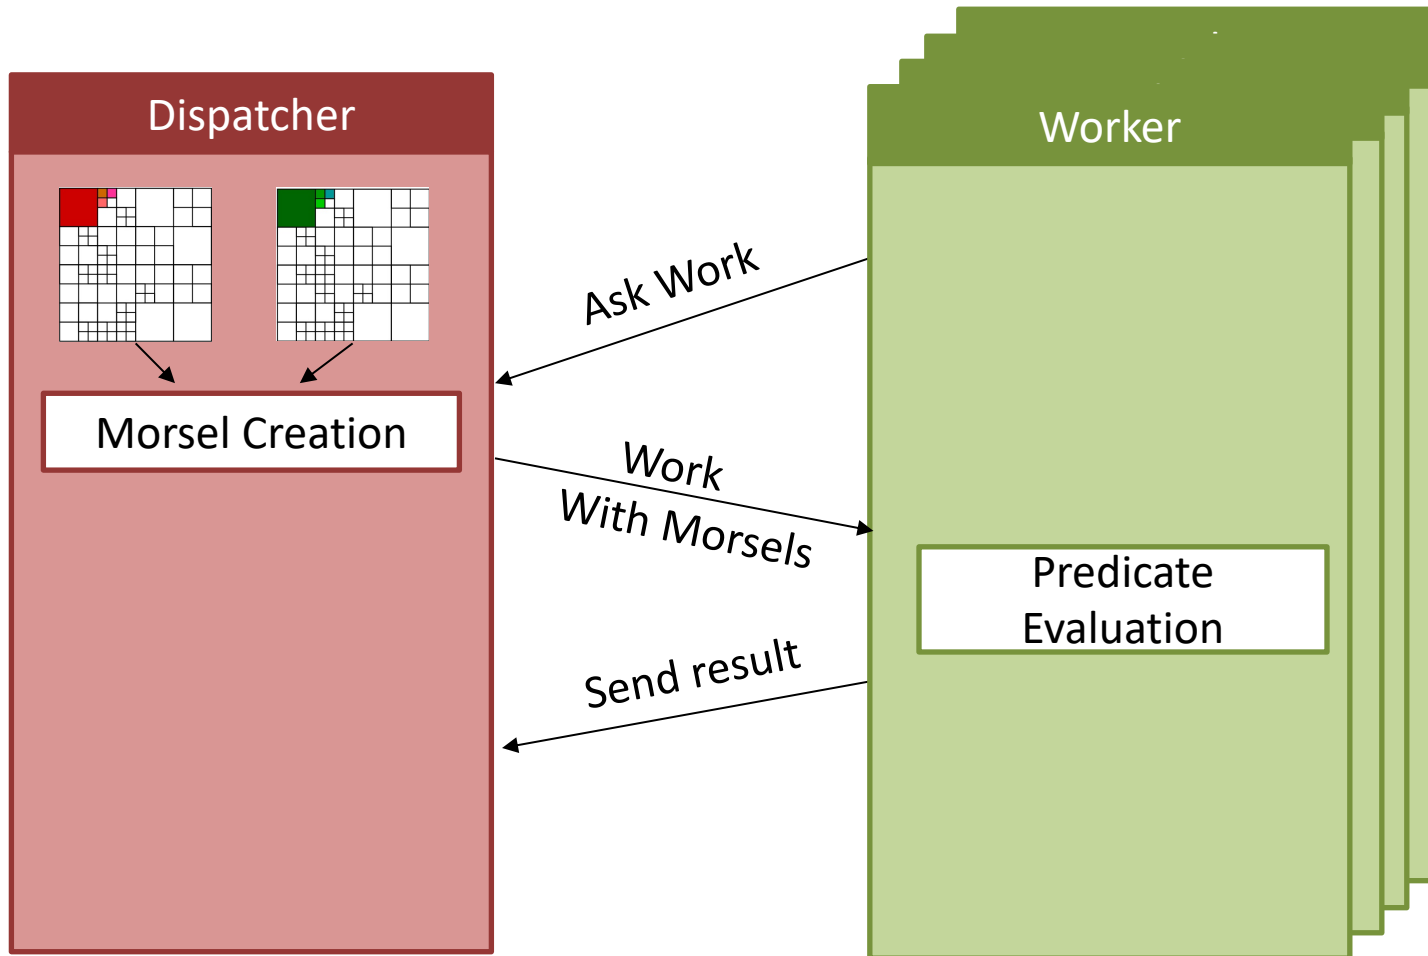 Dispatcher
Worker
Ask Work
Morsel Creation
Work
With Morsels
Predicate
Evaluation
Send result